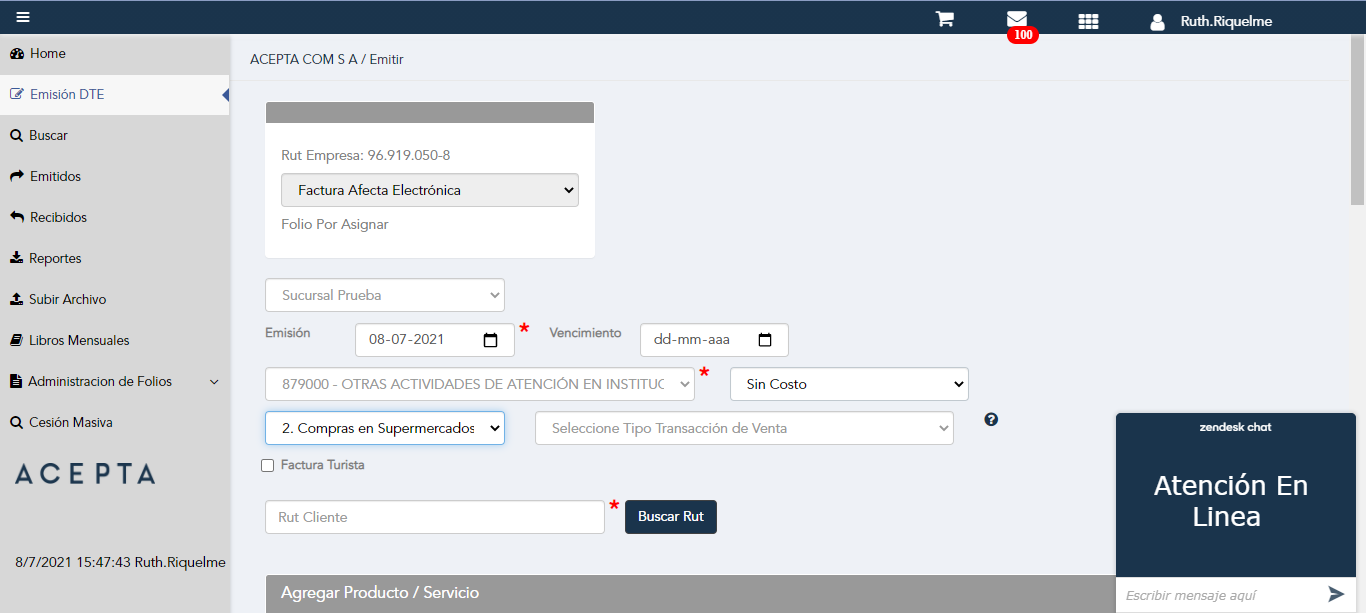 100
Ruth.Riquelme
Home
Emisión DTE
Buscar
Emitidos
Recibidos
Reportes
Subir Archivo
Libros Mensuales
Administracion de Folios
Cesión Masiva
ACEPTA
8/7/2021 15:47:43 Ruth.Riquelme
ACEPTA COM S A / Emitir
Rut Empresa: 96.919.050-8
Factura Afecta Electrónica
Folio Por Asignar
Sucursal Prueba
Emisión 08-07-2021 * Vencimiento dd-mm-aaa
879000 - OTRAS ACTIVIDADES DE ATENCIÓN EN INSTITUC * Sin Costo
2. Compras en Supermercados Seleccione Tipo Transacción de Venta ?
Factura Turista
Rut Cliente * Buscar Rut
Agregar Producto / Servicio
zendesk chat
Atención En
Linea
Escribir mensaje aquí